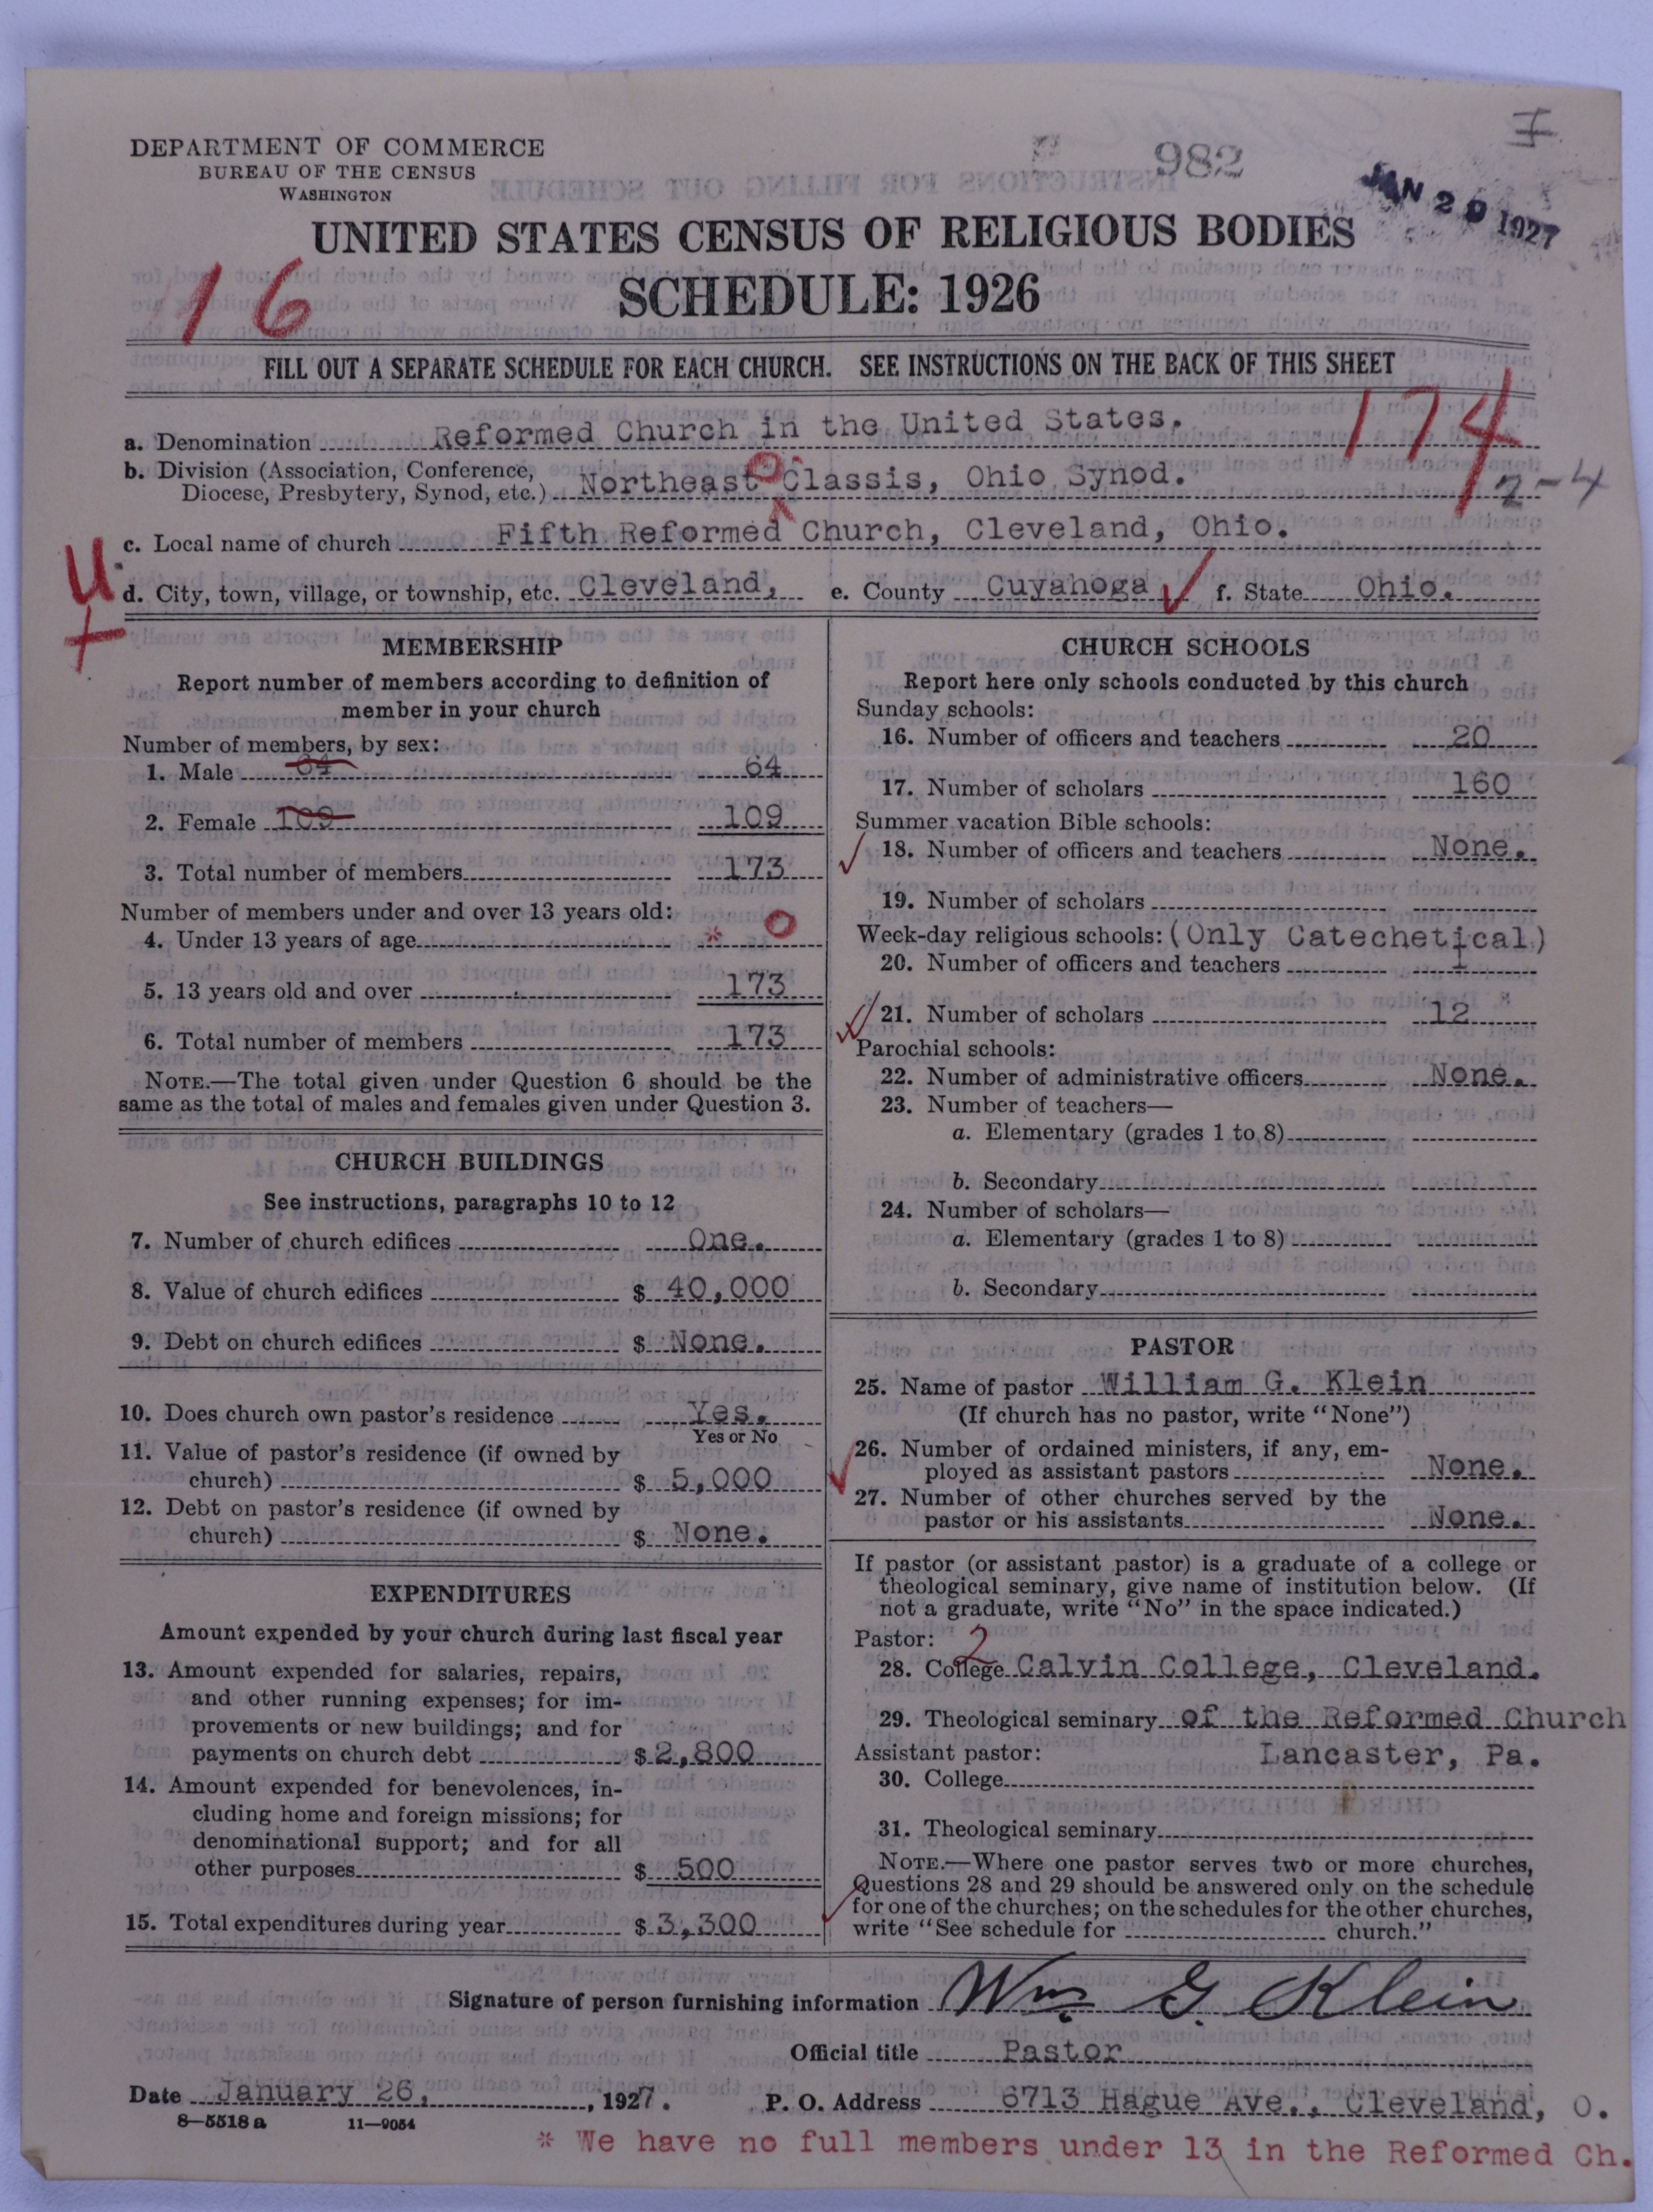 DEPARTMENT OF COMMERCE
BUREAU OF THE CENSUS
WASHINGTON
982
JAN 29 1927
UNITED STATES CENSUS OF RELIGIOUS BODIES
SCHEDULE: 1926
16
FILL OUT A SEPARATE SCHEDULE FOR EACH CHURCH. SEE INSTRUCTIONS ON THE BACK OF THIS SHEET
174
a. Denomination Reformed Church in the United States.
b. Division (Association, Conference,
Diocese, Presbytery, Synod, etc.) Northeast O Classis, Ohio Synod.
2-4
c. Local name of church Fifth Reformed Church, Cleveland, Ohio.
U
d. City, town, village, or township, etc. Cleveland, e. County Cuyahoga f. State Ohio.
MEMBERSHIP
Report number of members according to definition of
member in your church
Number of members, by sex:
1. Male 64 64
2. Female 109 109
3. Total number of members 173
Number of members under and over 13 years old:
4. Under 13 years of age * 0
5. 13 years old and over 173
6. Total number of members 173
NOTE.—The total given under Question 6 should be the
same as the total of males and females given under Question 3.
CHURCH BUILDINGS
See instructions, paragraphs 10 to 12
7. Number of church edifices One.
8. Value of church edifices $ 40,000
9. Debt on church edifices $ None.
10. Does church own pastor's residence Yes.
Yes or No
11. Value of pastor's residence (if owned by
church) $ 5,000
12. Debt on pastor's residence (if owned by
church) $ None.
EXPENDITURES
Amount expended by your church during last fiscal year
13. Amount expended for salaries, repairs,
and other running expenses; for im-
provements or new buildings; and for
payments on church debt $ 2,800
14. Amount expended for benevolences, in-
cluding home and foreign missions; for
denominational support; and for all
other purposes $ 500
15. Total expenditures during year $ 3,300
CHURCH SCHOOLS
Report here only schools conducted by this church
Sunday schools:
16. Number of officers and teachers 20
17. Number of scholars 160
Summer vacation Bible schools:
18. Number of officers and teachers None.
19. Number of scholars
Week-day religious schools: (Only Catechetical)
20. Number of officers and teachers 1
21. Number of scholars 12
Parochial schools:
22. Number of administrative officers None.
23. Number of teachers—
a. Elementary (grades 1 to 8)
b. Secondary
24. Number of scholars—
a. Elementary (grades 1 to 8)
b. Secondary
PASTOR
25. Name of pastor William G. Klein
(If church has no pastor, write "None")
26. Number of ordained ministers, if any, em-
ployed as assistant pastors None.
27. Number of other churches served by the
pastor or his assistants None.
If pastor (or assistant pastor) is a graduate of a college or
theological seminary, give name of institution below. (If
not a graduate, write "No" in the space indicated.)
Pastor: 2
28. College Calvin College, Cleveland.
29. Theological seminary of the Reformed Church
Assistant pastor: Lancaster, Pa.
30. College
31. Theological seminary
NOTE.—Where one pastor serves two or more churches,
Questions 28 and 29 should be answered only on the schedule
for one of the churches; on the schedules for the other churches,
write "See schedule for church."
Signature of person furnishing information Wm. G. Klein
Official title Pastor
Date January 26, 1927. P. O. Address 6713 Hague Ave., Cleveland, O.
8—5518 a 11—9054
* We have no full members under 13 in the Reformed Ch.